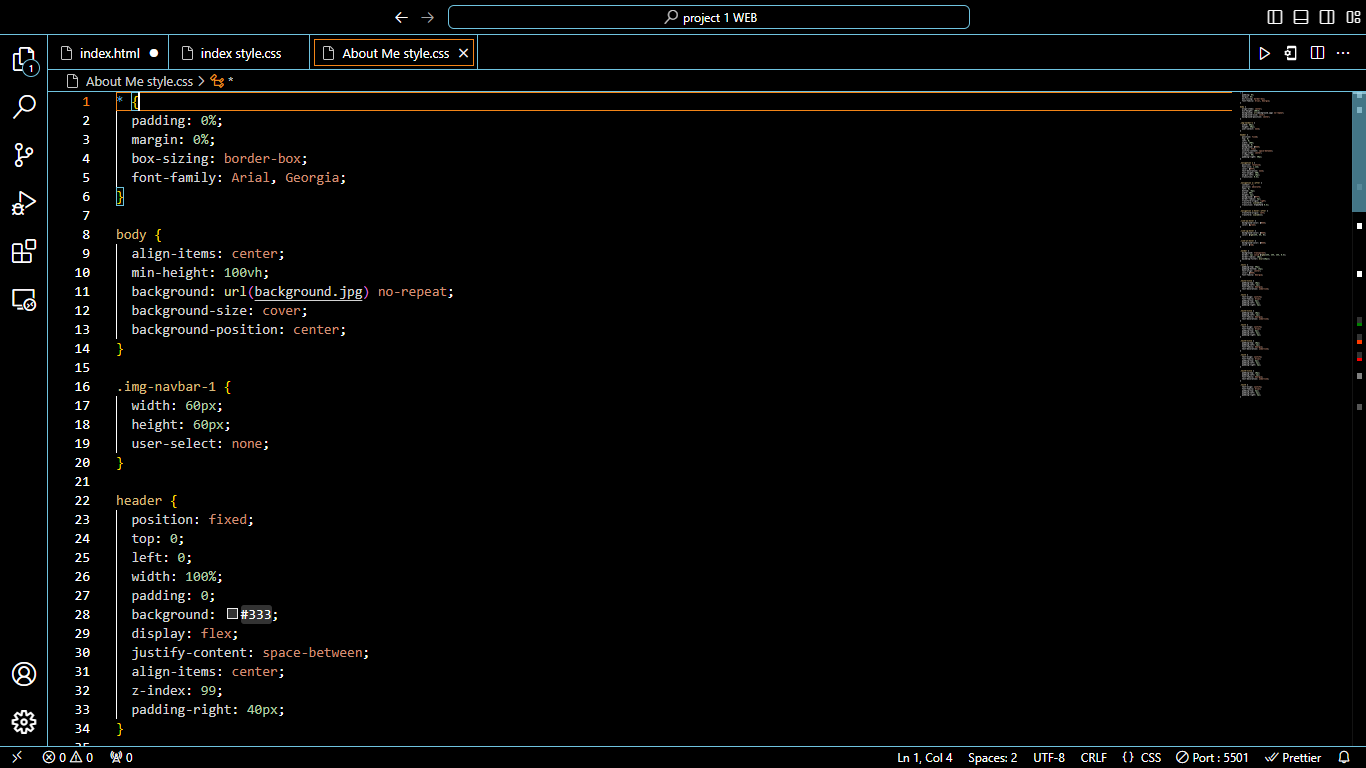 project 1 WEB
index.html
index style.css
About Me style.css
About Me style.css > *
1 * {
2 padding: 0%;
3 margin: 0%;
4 box-sizing: border-box;
5 font-family: Arial, Georgia;
6 }
7
8 body {
9 align-items: center;
10 min-height: 100vh;
11 background: url(background.jpg) no-repeat;
12 background-size: cover;
13 background-position: center;
14 }
15
16 .img-navbar-1 {
17 width: 60px;
18 height: 60px;
19 user-select: none;
20 }
21
22 header {
23 position: fixed;
24 top: 0;
25 left: 0;
26 width: 100%;
27 padding: 0;
28 background: #333;
29 display: flex;
30 justify-content: space-between;
31 align-items: center;
32 z-index: 99;
33 padding-right: 40px;
34 }
1
0 0 0 Ln 1, Col 4 Spaces: 2 UTF-8 CRLF {} CSS Port : 5501 Prettier